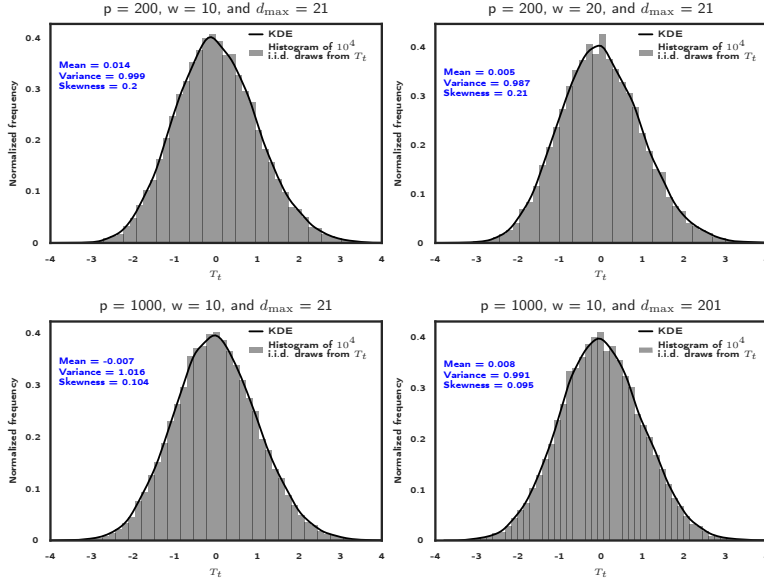 p = 200, w = 10, and d_max = 21
KDE
Histogram of 10^4
i.i.d. draws from T_t
Mean = 0.014
Variance = 0.999
Skewness = 0.2
Normalized frequency
0.4
0.3
0.2
0.1
0
-4 -3 -2 -1 0 1 2 3 4
T_t
p = 200, w = 20, and d_max = 21
KDE
Histogram of 10^4
i.i.d. draws from T_t
Mean = 0.005
Variance = 0.987
Skewness = 0.21
Normalized frequency
0.4
0.3
0.2
0.1
0
-4 -3 -2 -1 0 1 2 3 4
T_t
p = 1000, w = 10, and d_max = 21
KDE
Histogram of 10^4
i.i.d. draws from T_t
Mean = -0.007
Variance = 1.016
Skewness = 0.104
Normalized frequency
0.4
0.3
0.2
0.1
0
-4 -3 -2 -1 0 1 2 3 4
T_t
p = 1000, w = 10, and d_max = 201
KDE
Histogram of 10^4
i.i.d. draws from T_t
Mean = 0.008
Variance = 0.991
Skewness = 0.095
Normalized frequency
0.4
0.3
0.2
0.1
0
-4 -3 -2 -1 0 1 2 3 4
T_t